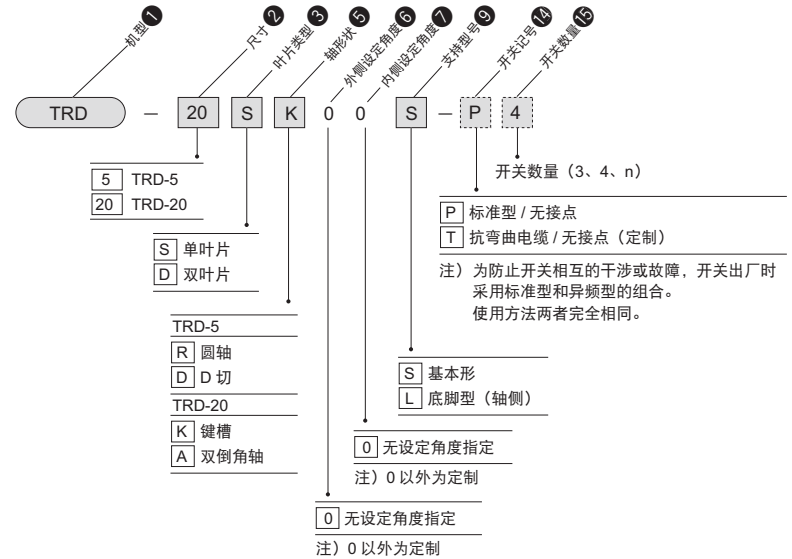 机型❶
尺寸❷
叶片类型❸
轴形状❺
外侧设定角度❻
内侧设定角度❼
支持型号❾
开关记号⓮
开关数量⓯
TRD – 20 S K 0 0 S – P 4
开关数量（3、4、n）
5 TRD-5
20 TRD-20
P 标准型 / 无接点
T 抗弯曲电缆 / 无接点（定制）
S 单叶片
D 双叶片
注）为防止开关相互的干涉或故障，开关出厂时
采用标准型和异频型的组合。
使用方法两者完全相同。
TRD-5
R 圆轴
D D 切
TRD-20
K 键槽
A 双倒角轴
S 基本形
L 底脚型（轴侧）
0 无设定角度指定
注）0 以外为定制
0 无设定角度指定
注）0 以外为定制